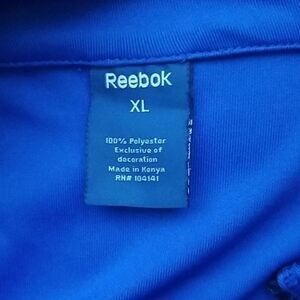 Reebok
XL
100% Polyester
Exclusive of
decoration
Made in Kenya
RN# 104141